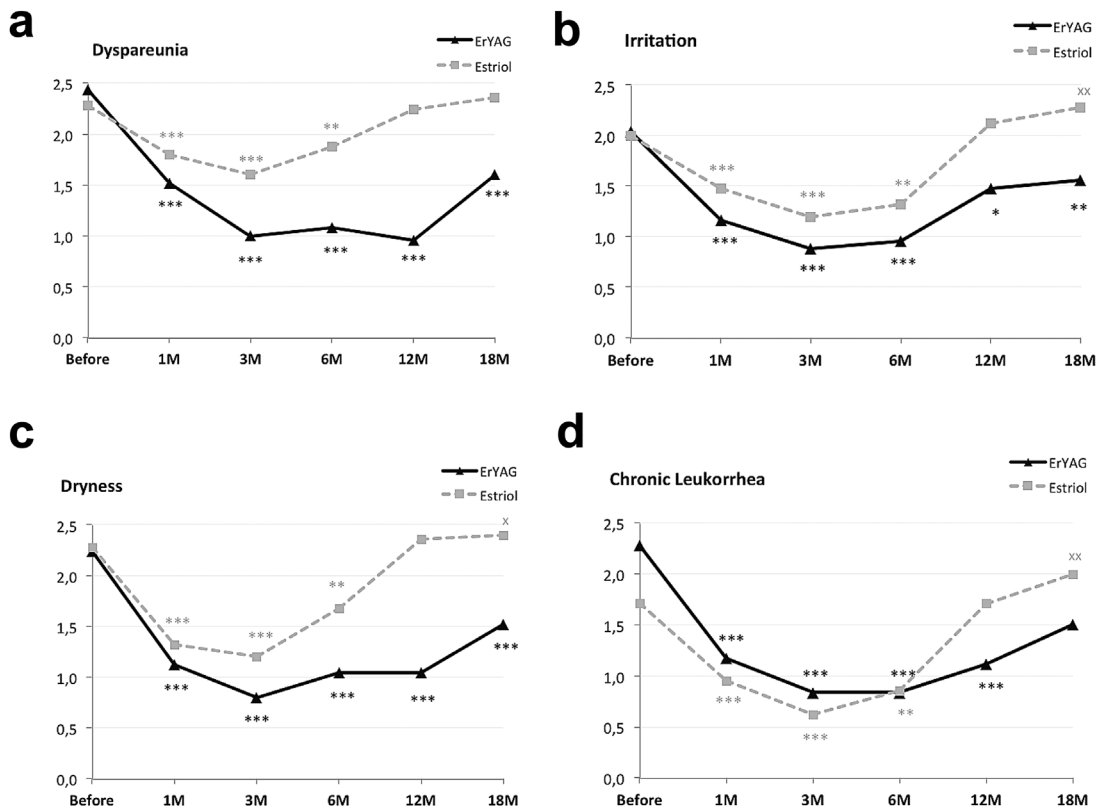 a
Dyspareunia
ErYAG
Estriol
2,5
2,0
1,5
1,0
0,5
0,0
*** *** **
*** *** *** *** ***
Before 1M 3M 6M 12M 18M
b
Irritation
ErYAG
Estriol
2,5
2,0
1,5
1,0
0,5
0,0
*** *** ** xx
*** *** *** * **
Before 1M 3M 6M 12M 18M
c
Dryness
ErYAG
Estriol
2,5
2,0
1,5
1,0
0,5
0,0
*** *** ** x
*** *** *** *** ***
Before 1M 3M 6M 12M 18M
d
Chronic Leukorrhea
ErYAG
Estriol
2,5
2,0
1,5
1,0
0,5
0,0
xx
*** *** *** ***
*** *** **
Before 1M 3M 6M 12M 18M